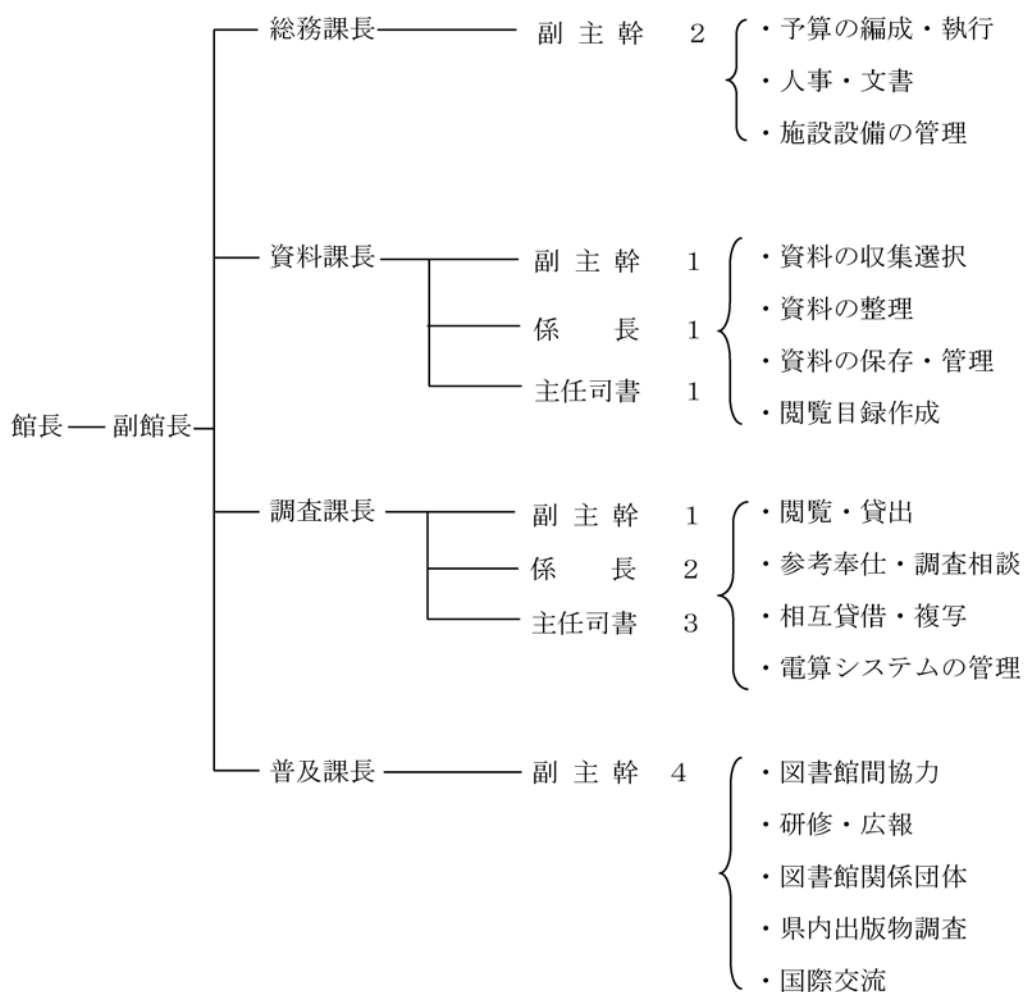 総務課長 副主幹 2 ・予算の編成・執行
・人事・文書
・施設設備の管理
資料課長 副主幹 1 ・資料の収集選択
・資料の整理
係長 1
・資料の保存・管理
主任司書 1
・閲覧目録作成
館長 副館長
調査課長 副主幹 1 ・閲覧・貸出
係長 2 ・参考奉仕・調査相談
主任司書 3 ・相互貸借・複写
・電算システムの管理
普及課長 副主幹 4 ・図書館間協力
・研修・広報
・図書館関係団体
・県内出版物調査
・国際交流